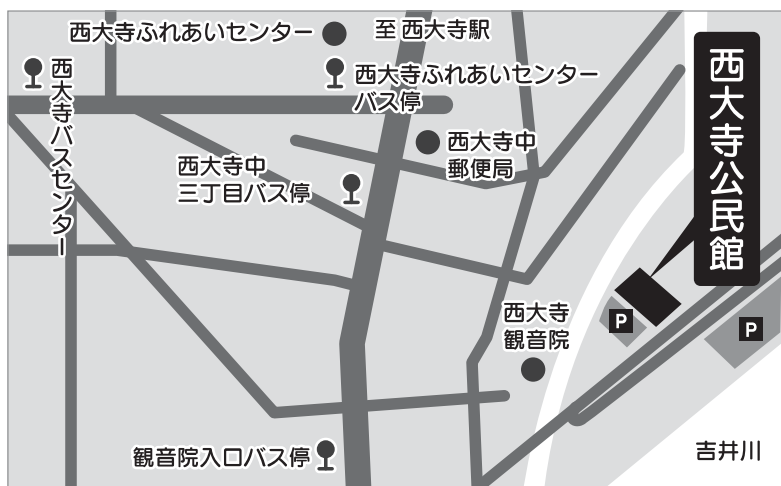 西大寺ふれあいセンター
至 西大寺駅
西大寺バスセンター
西大寺ふれあいセンター
バス停
西大寺公民館
西大寺中
郵便局
西大寺中
三丁目バス停
西大寺
観音院
P
P
観音院入口バス停
吉井川